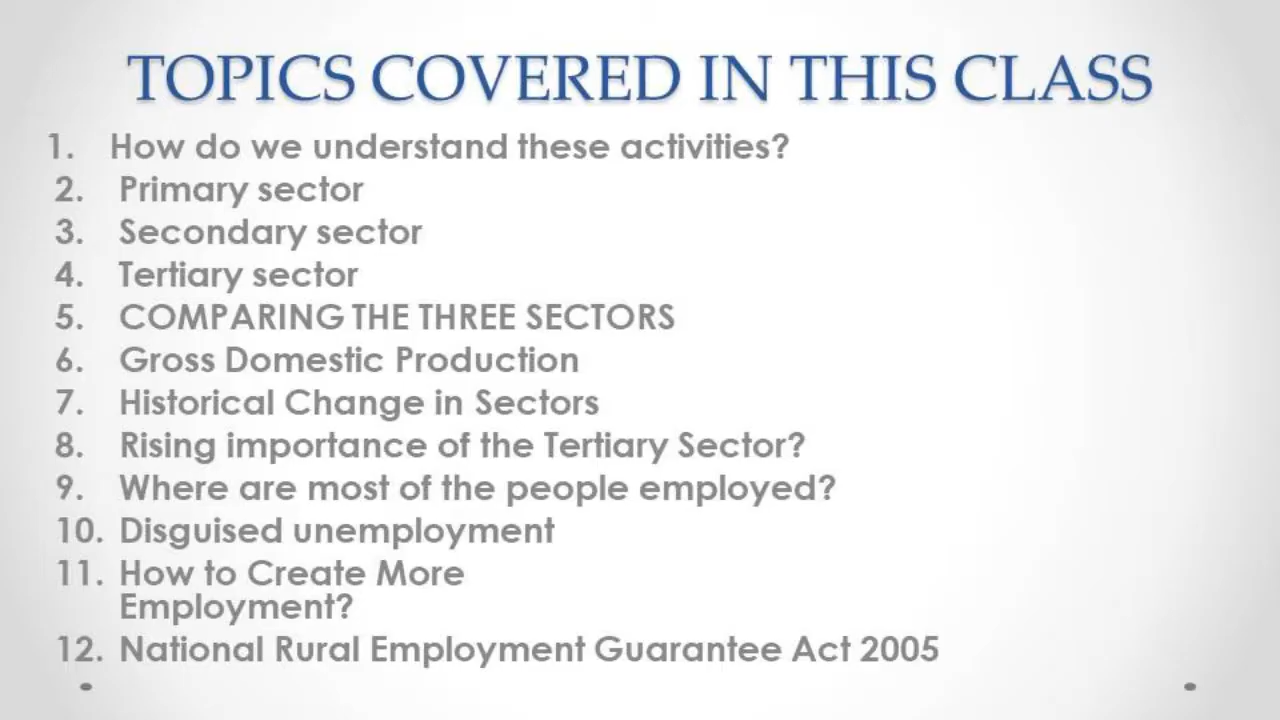 TOPICS COVERED IN THIS CLASS
1. How do we understand these activities?
2. Primary sector
3. Secondary sector
4. Tertiary sector
5. COMPARING THE THREE SECTORS
6. Gross Domestic Production
7. Historical Change in Sectors
8. Rising importance of the Tertiary Sector?
9. Where are most of the people employed?
10. Disguised unemployment
11. How to Create More
Employment?
12. National Rural Employment Guarantee Act 2005